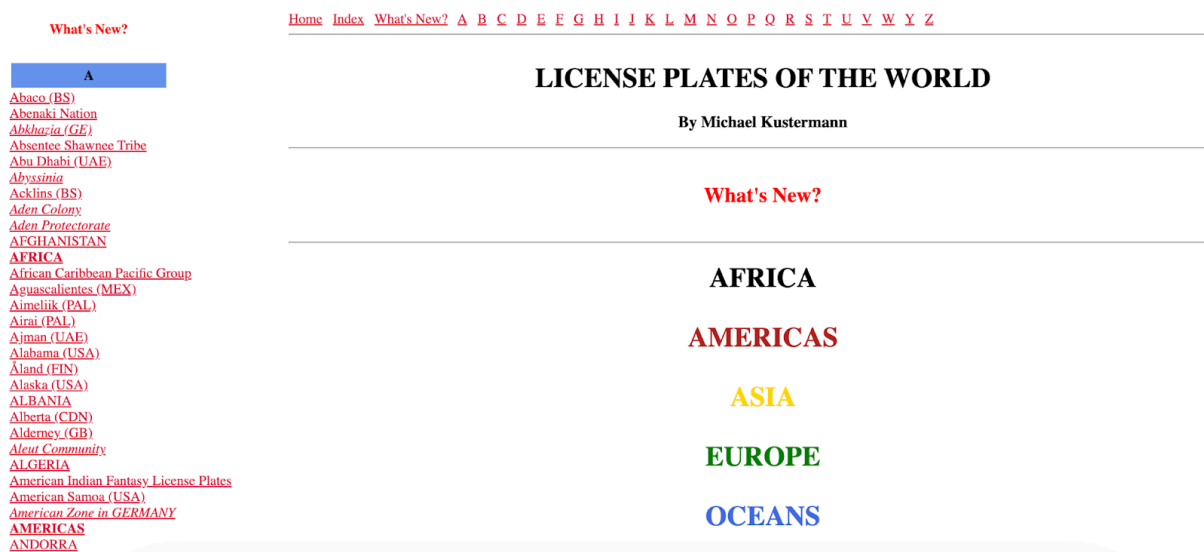 What's New?
A
Abaco (BS)
Abenaki Nation
Abkhazia (GE)
Absentee Shawnee Tribe
Abu Dhabi (UAE)
Abyssinia
Acklins (BS)
Aden Colony
Aden Protectorate
AFGHANISTAN
AFRICA
African Caribbean Pacific Group
Aguascalientes (MEX)
Aimeliik (PAL)
Airai (PAL)
Ajman (UAE)
Alabama (USA)
Åland (FIN)
Alaska (USA)
ALBANIA
Alberta (CDN)
Alderney (GB)
Aleut Community
ALGERIA
American Indian Fantasy License Plates
American Samoa (USA)
American Zone in GERMANY
AMERICAS
ANDORRA
Home Index What's New? A B C D E F G H I J K L M N O P Q R S T U V W Y Z
LICENSE PLATES OF THE WORLD
By Michael Kustermann
What's New?
AFRICA
AMERICAS
ASIA
EUROPE
OCEANS